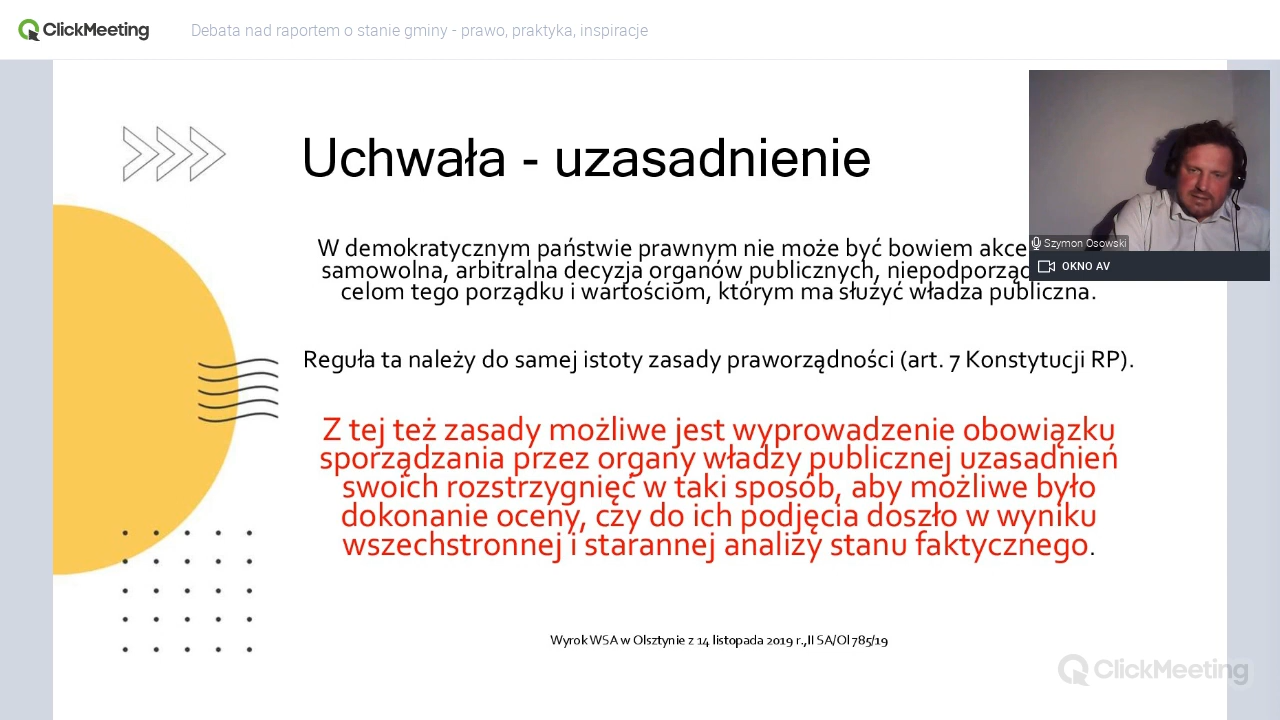 ClickMeeting
Debata nad raportem o stanie gminy - prawo, praktyka, inspiracje
Uchwała - uzasadnienie
W demokratycznym państwie prawnym nie może być bowiem
samowolna, arbitralna decyzja organów publicznych,
celom tego porządku i wartościom, którym ma służyć władza publiczna.
Reguła ta należy do samej istoty zasady praworządności (art. 7 Konstytucji RP).
Z tej też zasady możliwe jest wyprowadzenie obowiązku
sporządzania przez organy władzy publicznej uzasadnień
swoich rozstrzygnięć w taki sposób, aby możliwe było
dokonanie oceny, czy do ich podjęcia doszło w wyniku
wszechstronnej i starannej analizy stanu faktycznego.
Wyrok WSA w Olsztynie z 14 listopada 2019 r.,II SA/Ol 785/19
Szymon Osowski
OKNO AV
ClickMeeting